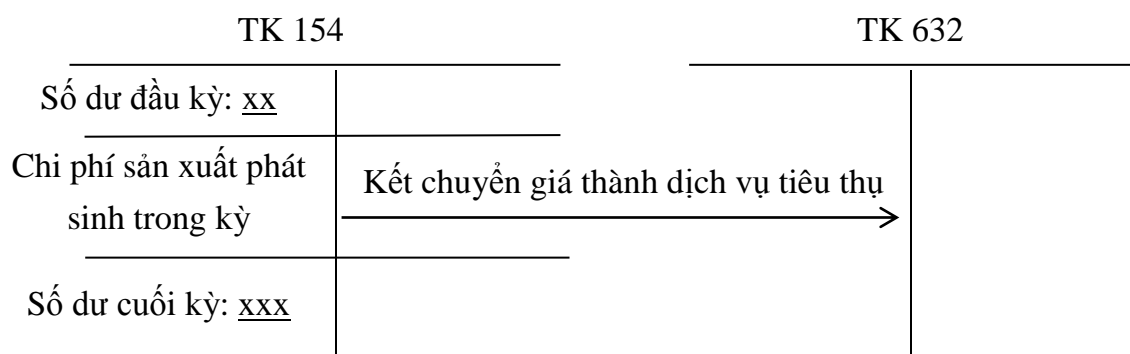 TK 154
TK 632
Số dư đầu kỳ: xx
Chi phí sản xuất phát
sinh trong kỳ
Kết chuyển giá thành dịch vụ tiêu thụ
Số dư cuối kỳ: xxx